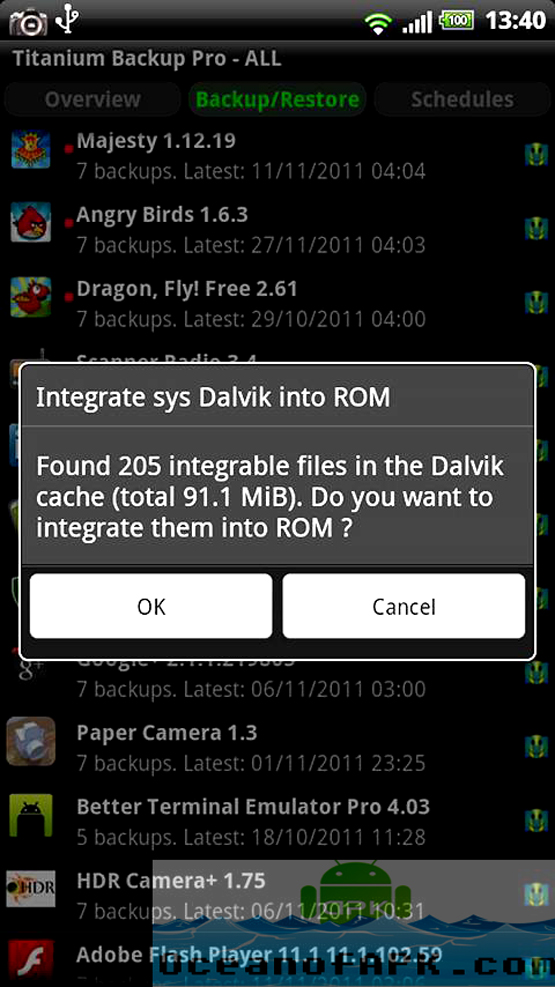 100 13:40
Titanium Backup Pro - ALL
Overview Backup/Restore Schedules
Majesty 1.12.19
7 backups. Latest: 11/11/2011 04:04
Angry Birds 1.6.3
7 backups. Latest: 27/11/2011 04:03
Dragon, Fly! Free 2.61
7 backups. Latest: 29/10/2011 04:00
Scanner Radio 3.4
Integrate sys Dalvik into ROM
Found 205 integrable files in the Dalvik
cache (total 91.1 MiB). Do you want to
integrate them into ROM ?
OK Cancel
g+ Google+ 2.1.1.219803
7 backups. Latest: 06/11/2011 03:00
Paper Camera 1.3
7 backups. Latest: 01/11/2011 23:25
Better Terminal Emulator Pro 4.03
5 backups. Latest: 18/10/2011 11:28
HDR HDR Camera+ 1.75
7 backups. Latest: 06/11/2011 10:31
Adobe Flash Player 11.1 11.1.102.59
oceanofAPK.com